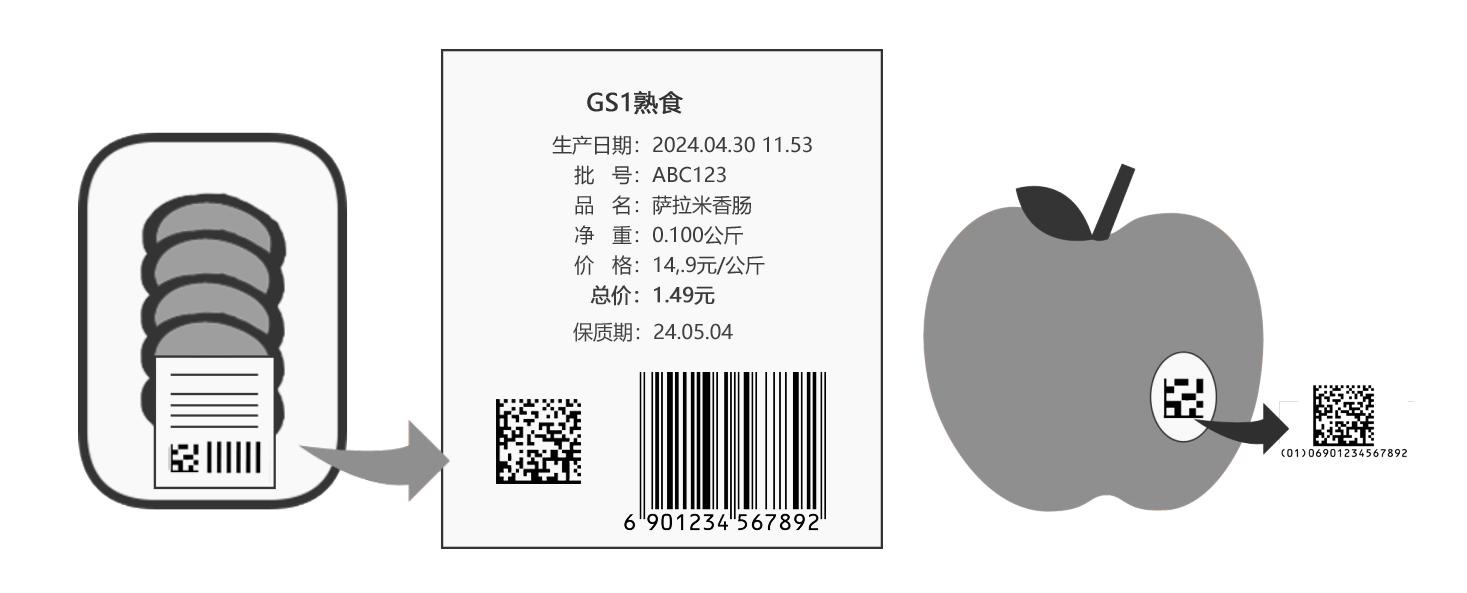 GS1熟食
生产日期：2024.04.30 11.53
批 号：ABC123
品 名：萨拉米香肠
净 重：0.100公斤
价 格：14,.9元/公斤
总价：1.49元
保质期：24.05.04
6 901234 567892
(01)06901234567892